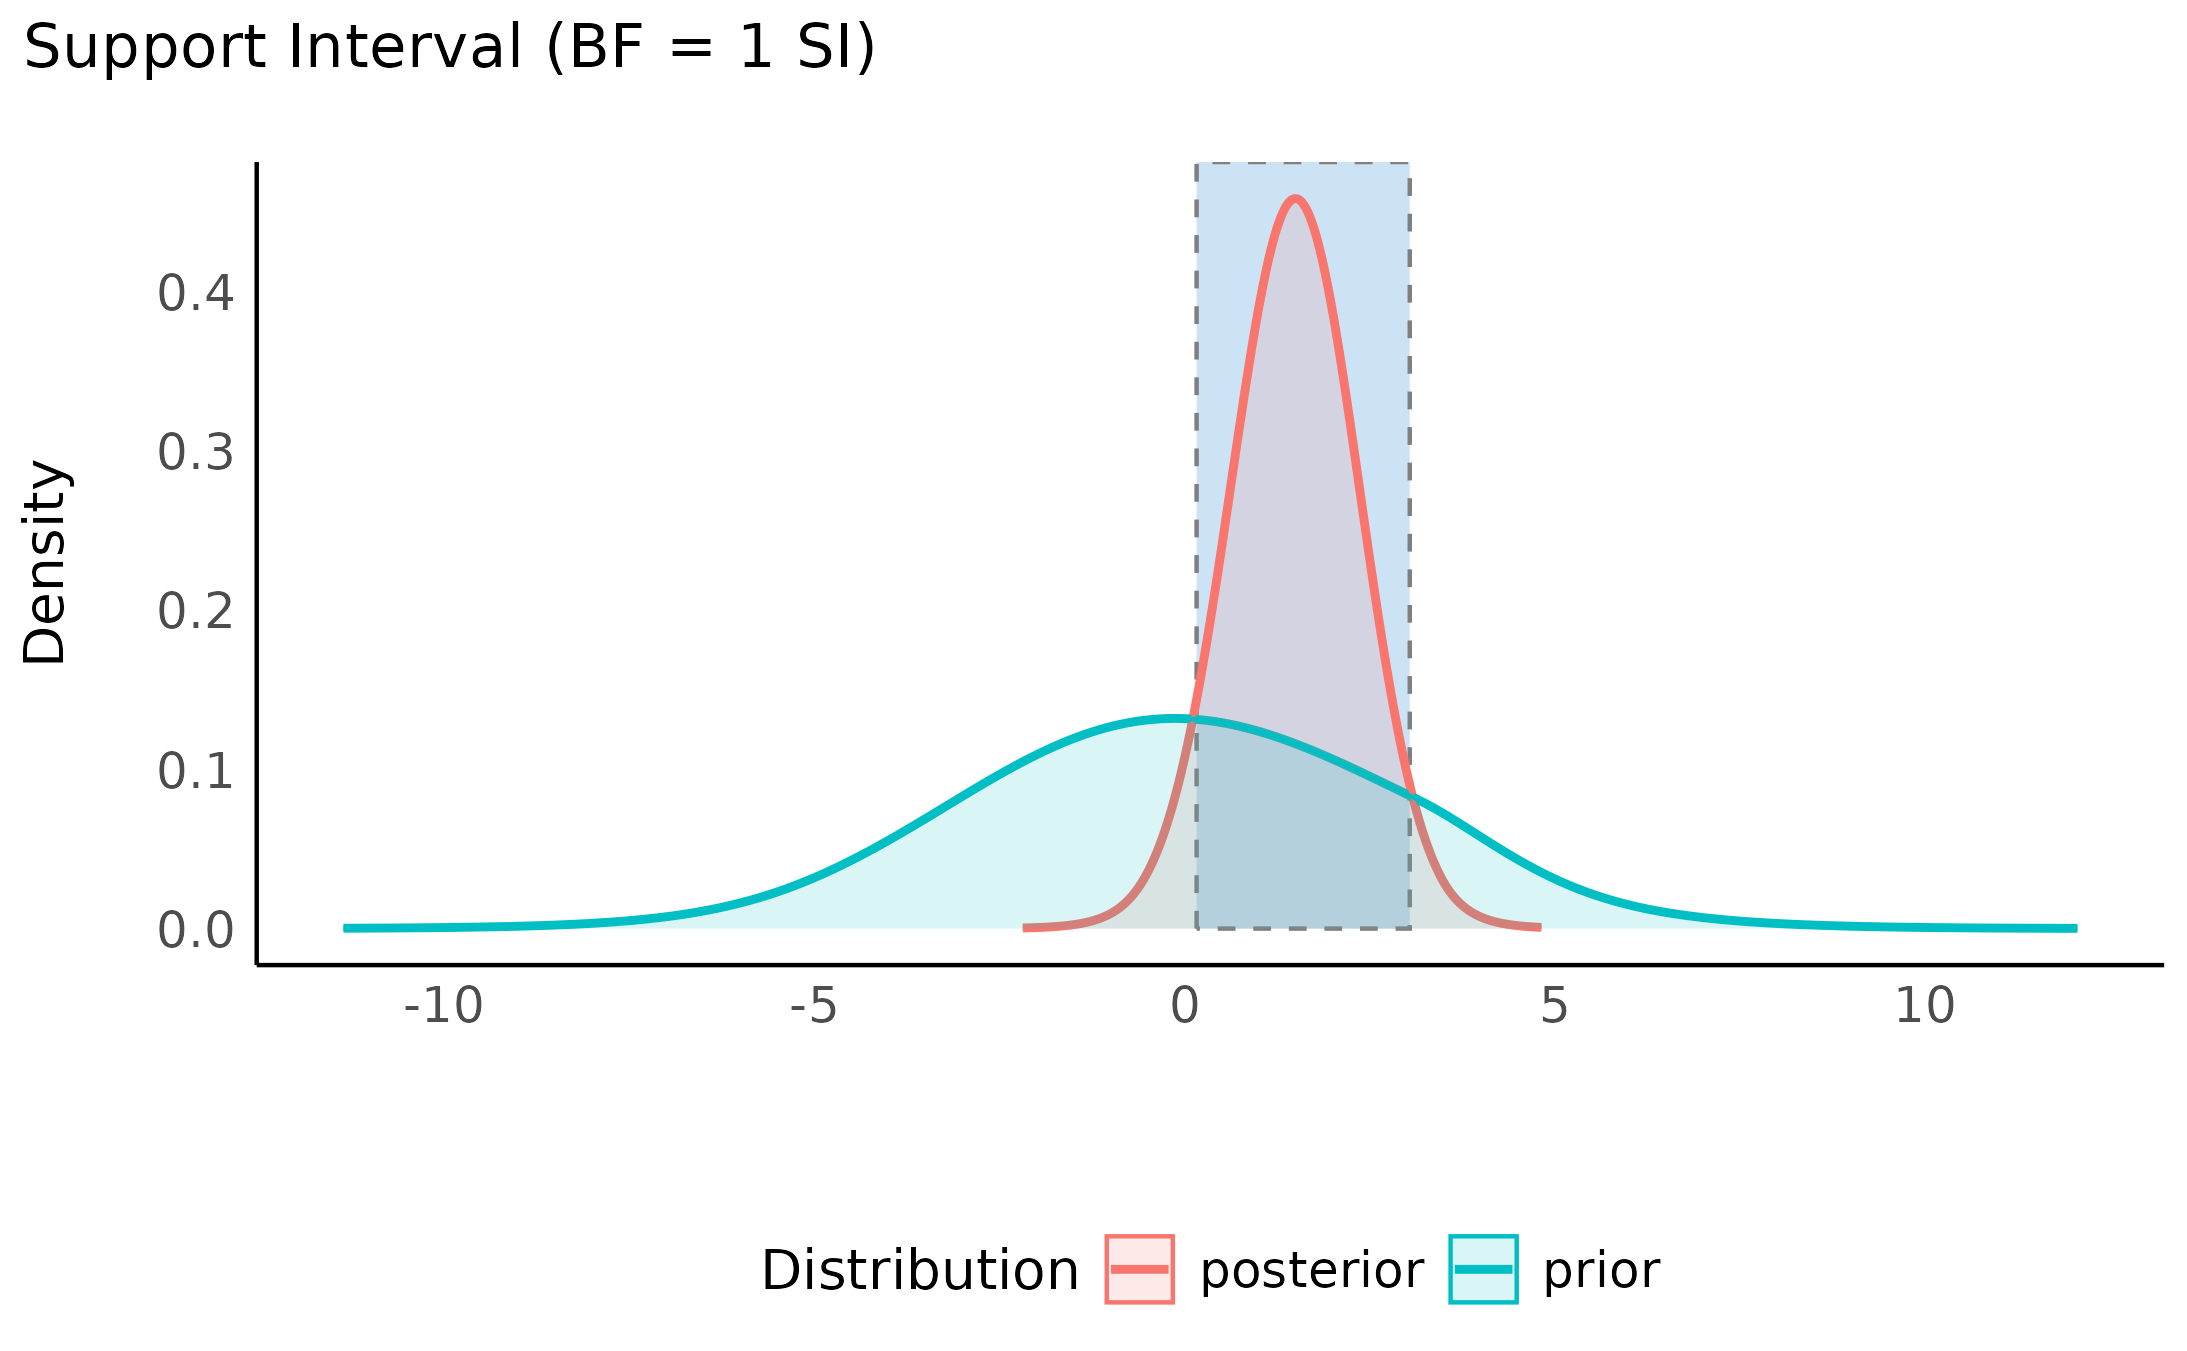 Support Interval (BF = 1 SI)
Density
0.4
0.3
0.2
0.1
0.0
-10 -5 0 5 10
Distribution posterior prior